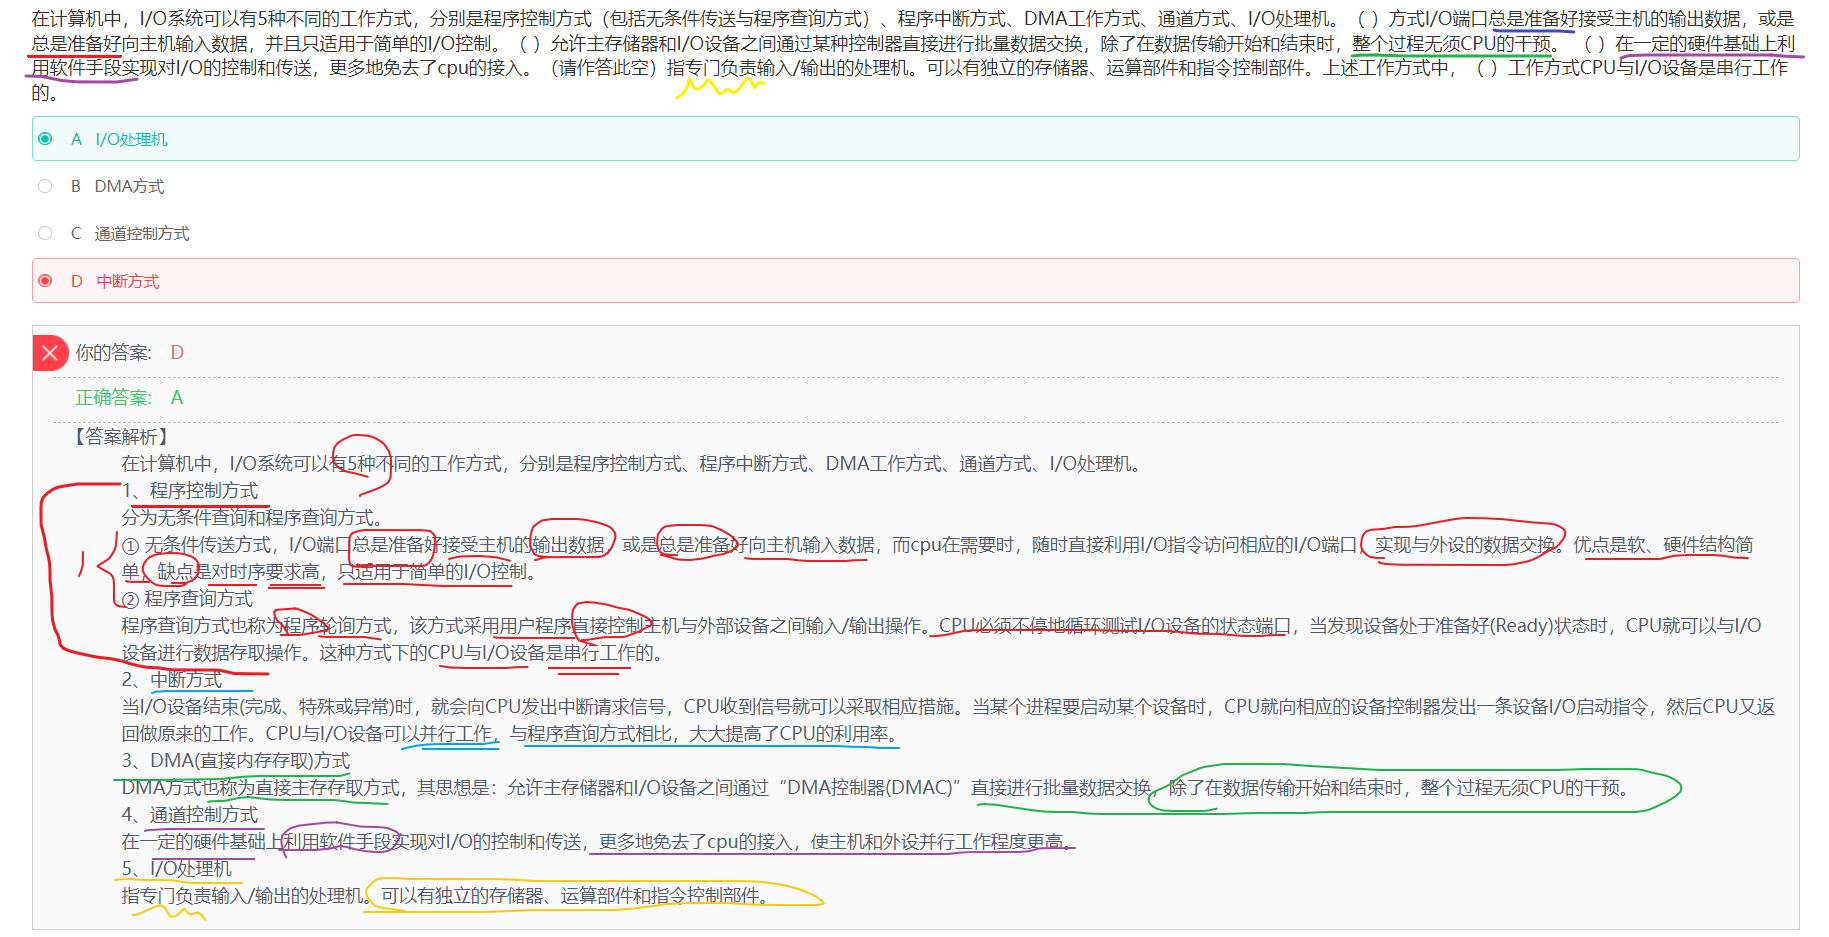 在计算机中，I/O系统可以有5种不同的工作方式，分别是程序控制方式（包括无条件传送与程序查询方式）、程序中断方式、DMA工作方式、通道方式、I/O处理机。（ ）方式I/O端口总是准备好接受主机的输出数据，或是
总是准备好向主机输入数据，并且只适用于简单的I/O控制。（ ）允许主存储器和I/O设备之间通过某种控制器直接进行批量数据交换，除了在数据传输开始和结束时，整个过程无须CPU的干预。（ ）在一定的硬件基础上利
用软件手段实现对I/O的控制和传送，更多地免去了cpu的接入。（请作答此空）指专门负责输入/输出的处理机。可以有独立的存储器、运算部件和指令控制部件。上述工作方式中，（ ）工作方式CPU与I/O设备是串行工作
的。
A I/O处理机
B DMA方式
C 通道控制方式
D 中断方式
你的答案: D
正确答案: A
【答案解析】
在计算机中，I/O系统可以有5种不同的工作方式，分别是程序控制方式、程序中断方式、DMA工作方式、通道方式、I/O处理机。
1、程序控制方式
分为无条件查询和程序查询方式。
① 无条件传送方式，I/O端口总是准备好接受主机的输出数据，或是总是准备好向主机输入数据，而cpu在需要时，随时直接利用I/O指令访问相应的I/O端口，实现与外设的数据交换。优点是软、硬件结构简
单，缺点是对时序要求高，只适用于简单的I/O控制。
② 程序查询方式
程序查询方式也称为程序轮询方式，该方式采用用户程序直接控制主机与外部设备之间输入/输出操作。CPU必须不停地循环测试I/O设备的状态端口，当发现设备处于准备好(Ready)状态时，CPU就可以与I/O
设备进行数据存取操作。这种方式下的CPU与I/O设备是串行工作的。
2、中断方式
当I/O设备结束(完成、特殊或异常)时，就会向CPU发出中断请求信号，CPU收到信号就可以采取相应措施。当某个进程要启动某个设备时，CPU就向相应的设备控制器发出一条设备I/O启动指令，然后CPU又返
回做原来的工作。CPU与I/O设备可以并行工作，与程序查询方式相比，大大提高了CPU的利用率。
3、DMA(直接内存存取)方式
DMA方式也称为直接主存存取方式，其思想是：允许主存储器和I/O设备之间通过“DMA控制器(DMAC)”直接进行批量数据交换，除了在数据传输开始和结束时，整个过程无须CPU的干预。
4、通道控制方式
在一定的硬件基础上利用软件手段实现对I/O的控制和传送，更多地免去了cpu的接入，使主机和外设并行工作程度更高。
5、I/O处理机
指专门负责输入/输出的处理机。可以有独立的存储器、运算部件和指令控制部件。